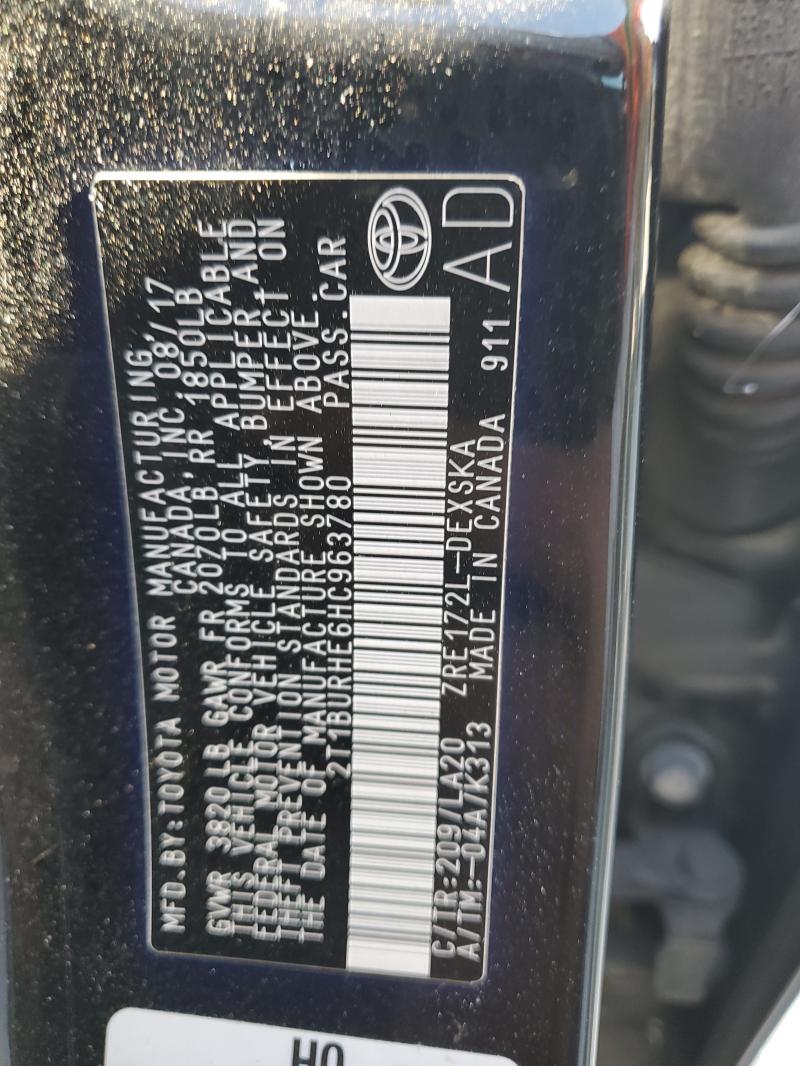 MFD.BY:TOYOTA MOTOR MANUFACTURING,
CANADA,INC.08/17
GVWR 3820 LB GAWR FR 2070LB,RR 1850LB
THIS VEHICLE CONFORMS TO ALL APPLICABLE
FEDERAL MOTOR VEHICLE SAFETY, BUMPER,AND
THEFT PREVENTION STANDARDS IN EFFECT ON
THE DATE OF MANUFACTURE SHOWN ABOVE.
2T1BURHE6HC963780 PASS.CAR
C/TR:209/LA20 ZRE172L-DEXSKA
A/TM:-04A/K313 MADE IN CANADA 911
AD